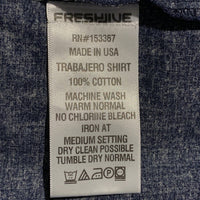 FRESHIIVE
RN#153367
MADE IN USA
TRABAJERO SHIRT
100% COTTON
MACHINE WASH
WARM NORMAL
NO CHLORINE BLEACH
IRON AT
MEDIUM SETTING
DRY CLEAN POSSIBLE
TUMBLE DRY NORMAL